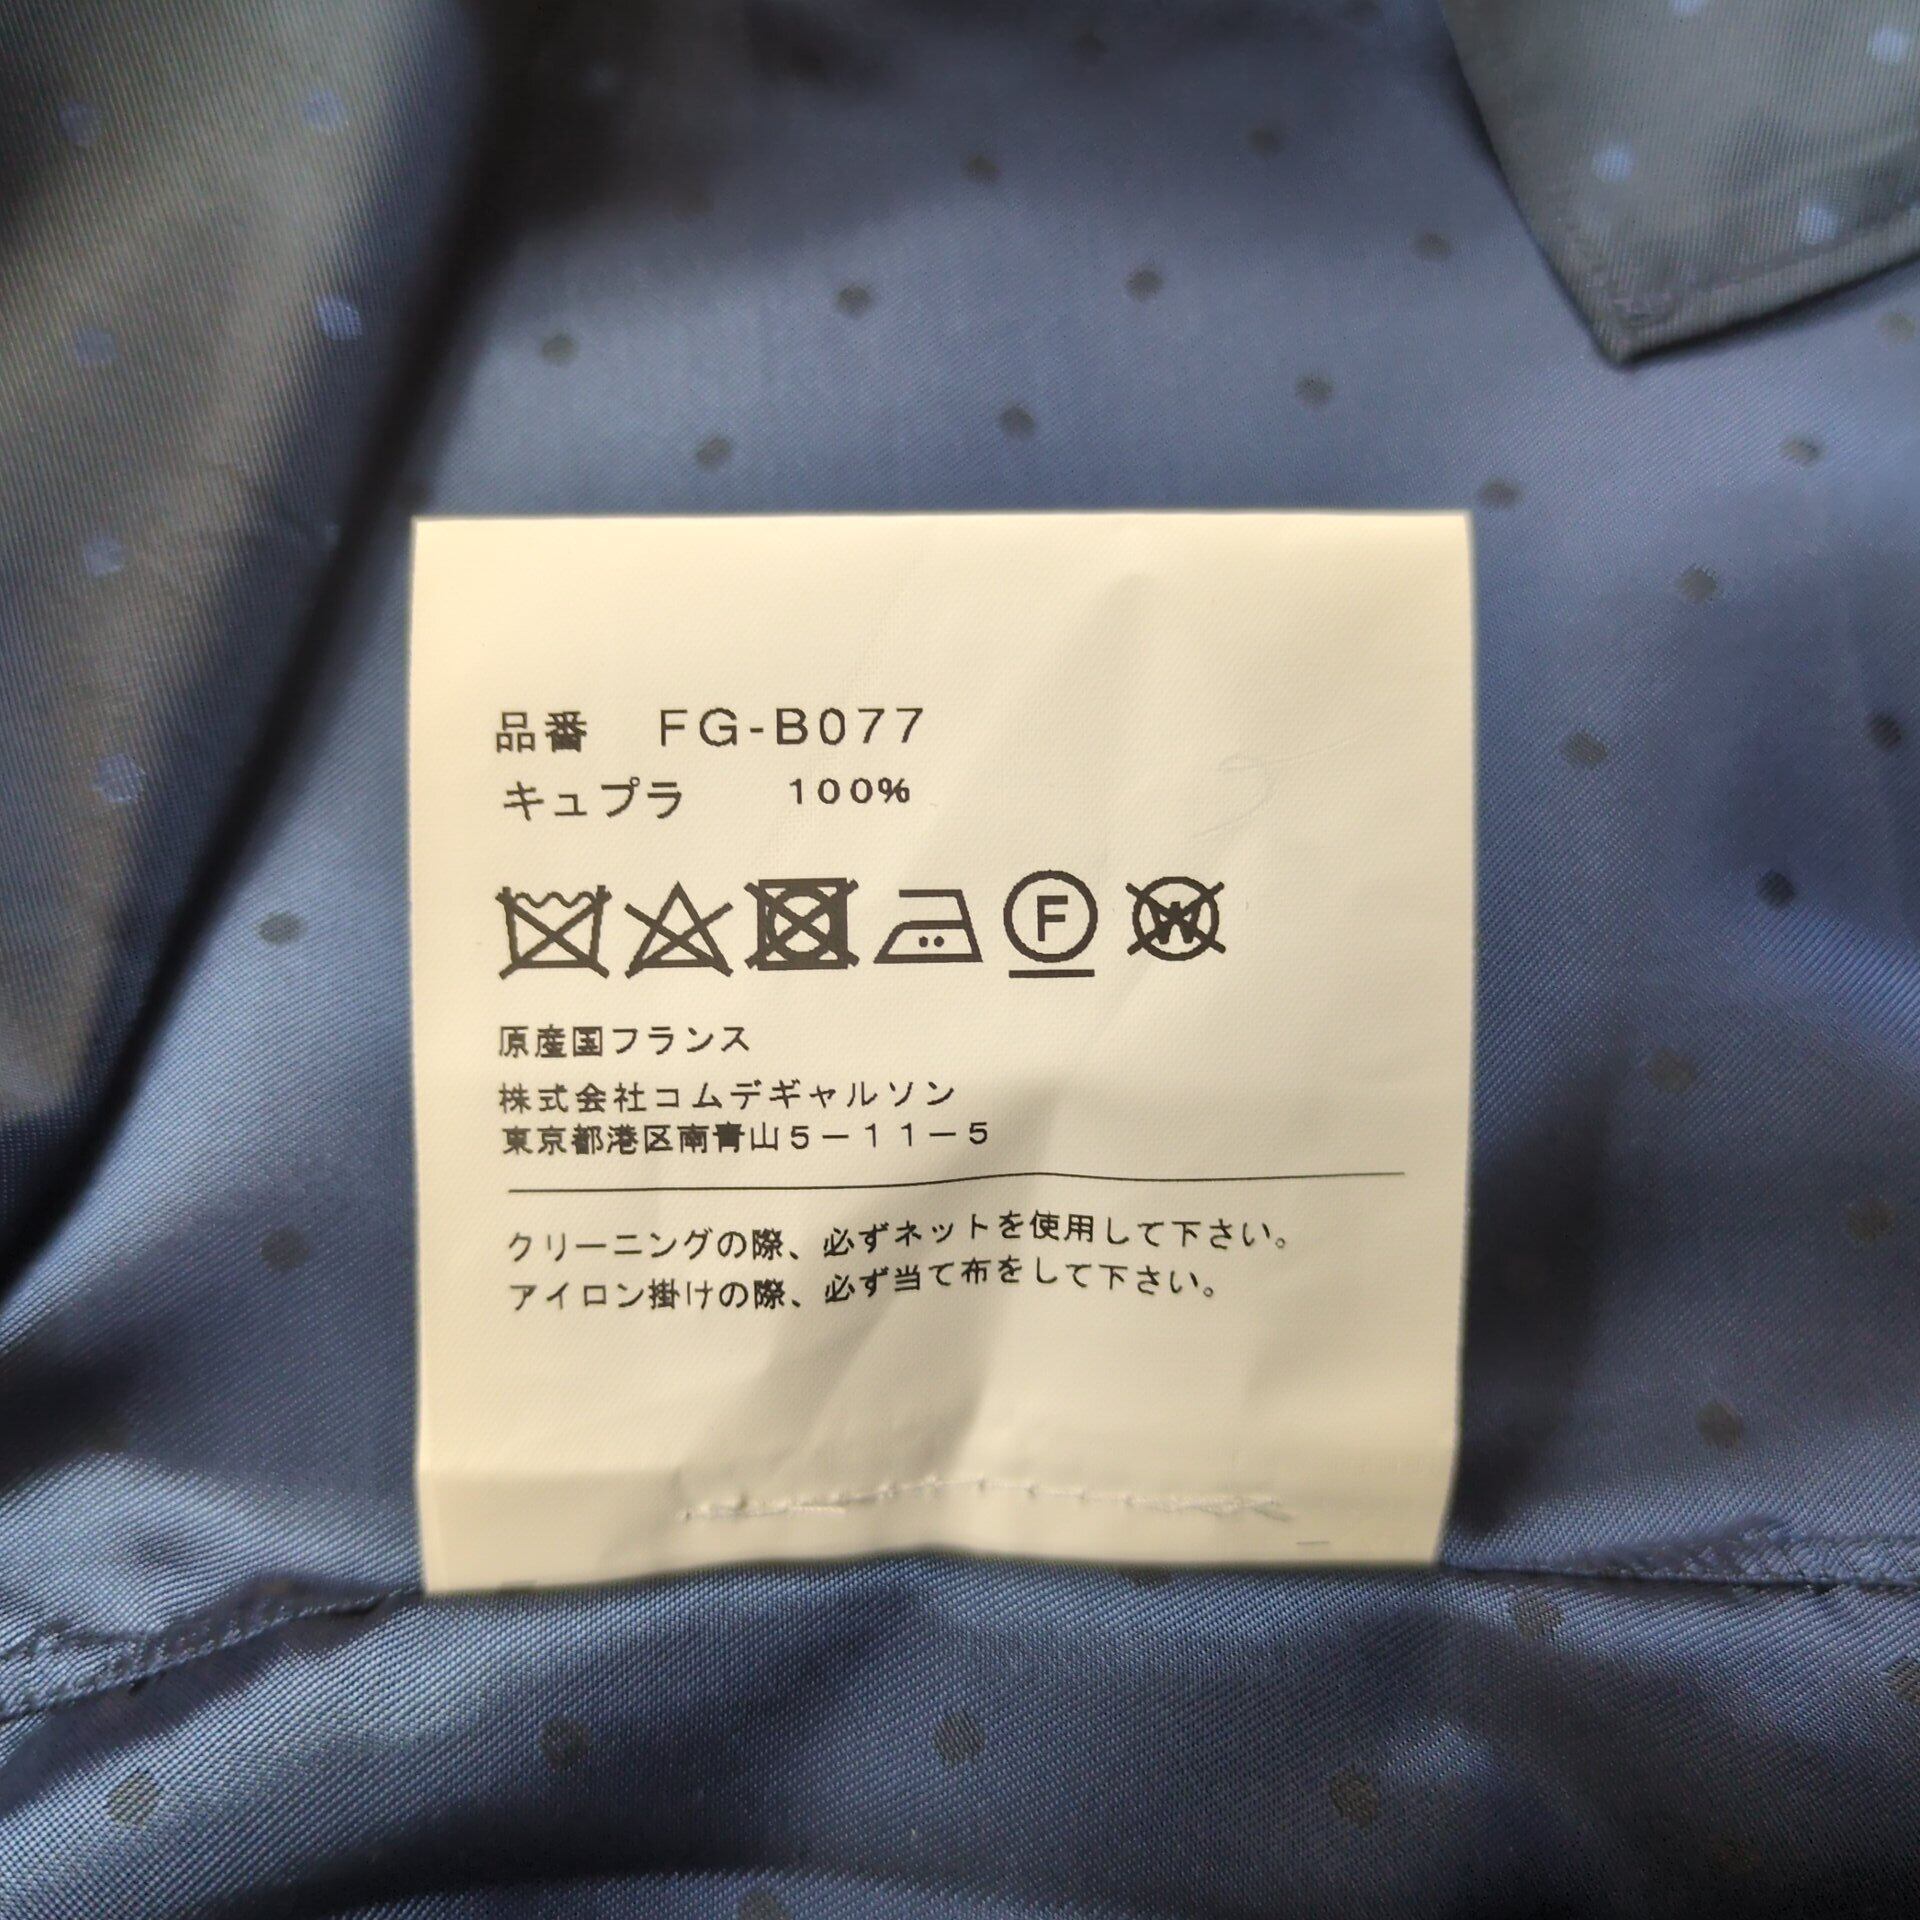 品番 FG-B077
キュプラ 100%
F W
原産国フランス
株式会社コムデギャルソン
東京都港区南青山5-11-5
クリーニングの際、必ずネットを使用して下さい。
アイロン掛けの際、必ず当て布をして下さい。